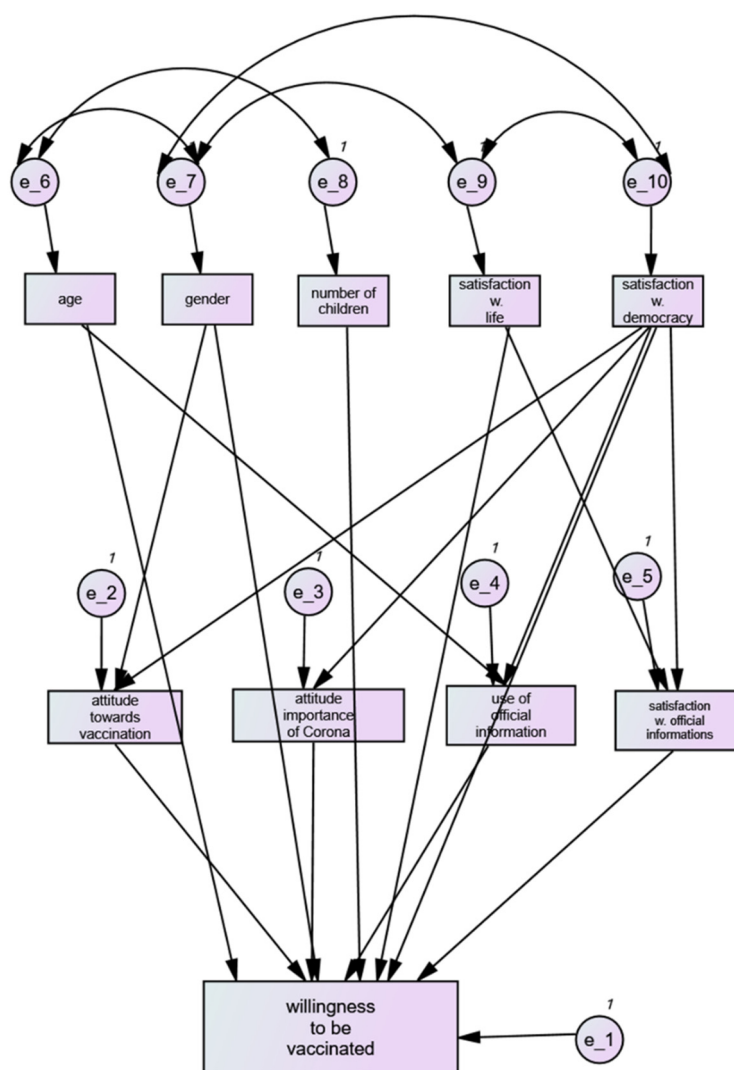 1
1
1
e_6
e_7
e_8
e_9
e_10
age
gender
number of
children
satisfaction
w.
life
satisfaction
w.
democracy
1
1
1
1
e_2
e_3
e_4
e_5
attitude
towards
vaccination
attitude
importance
of Corona
use of
official
information
satisfaction
w. official
informations
willingness
to be
vaccinated
1
e_1